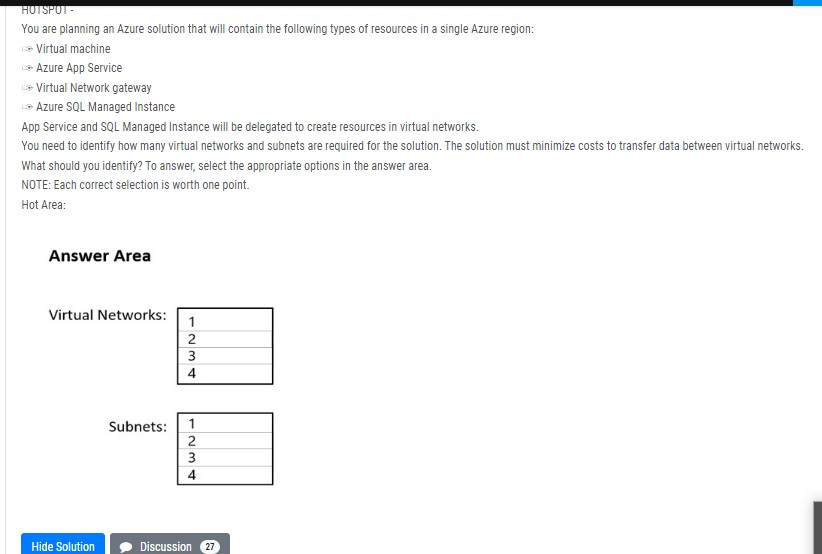 HOTSPOT -
You are planning an Azure solution that will contain the following types of resources in a single Azure region:
Virtual machine
Azure App Service
Virtual Network gateway
Azure SQL Managed Instance
App Service and SQL Managed Instance will be delegated to create resources in virtual networks.
You need to identify how many virtual networks and subnets are required for the solution. The solution must minimize costs to transfer data between virtual networks.
What should you identify? To answer, select the appropriate options in the answer area.
NOTE: Each correct selection is worth one point.
Hot Area:
Answer Area
Virtual Networks:
1
2
3
4
Subnets:
1
2
3
4
Hide Solution Discussion 27